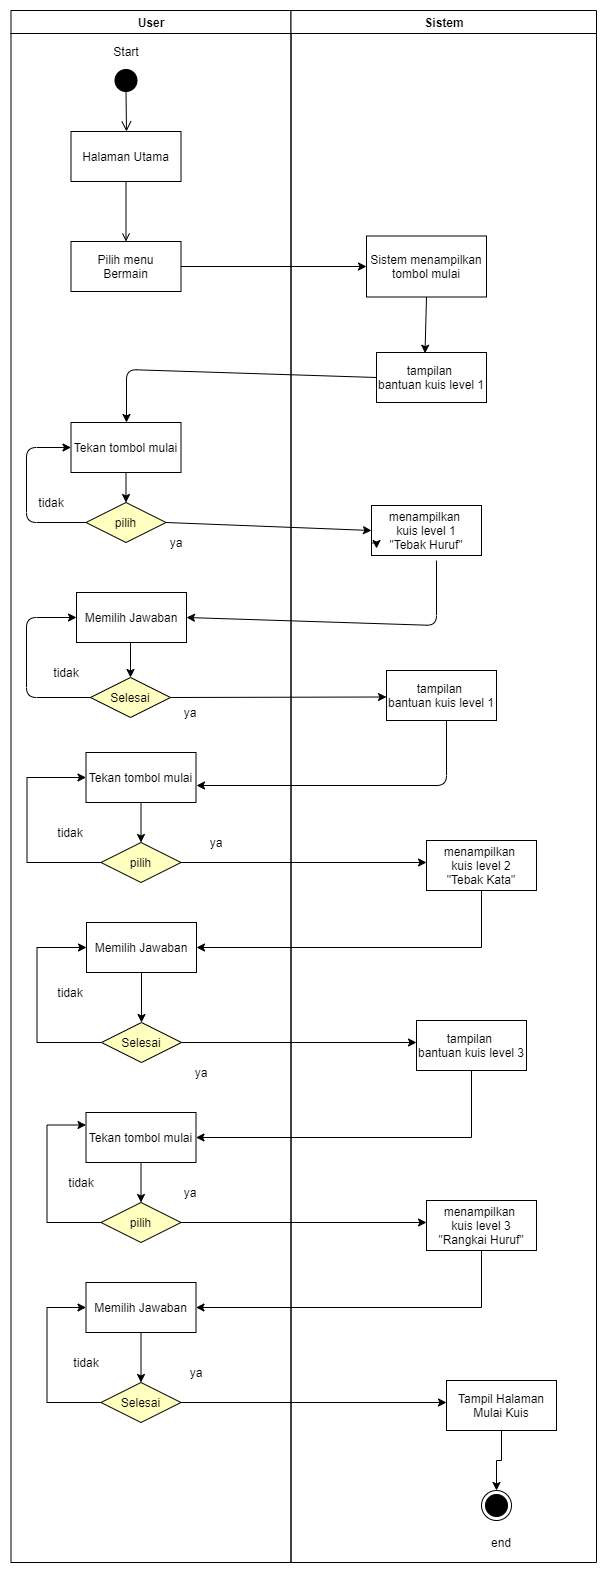 User
Sistem
Start
Halaman Utama
Pilih menu
Bermain
Sistem menampilkan
tombol mulai
tampilan
bantuan kuis level 1
Tekan tombol mulai
tidak
pilih
ya
menampilkan
kuis level 1
"Tebak Huruf"
Memilih Jawaban
tidak
Selesai
ya
tampilan
bantuan kuis level 1
Tekan tombol mulai
tidak
pilih
ya
menampilkan
kuis level 2
"Tebak Kata"
Memilih Jawaban
tidak
Selesai
ya
tampilan
bantuan kuis level 3
Tekan tombol mulai
tidak
pilih
ya
menampilkan
kuis level 3
"Rangkai Huruf"
Memilih Jawaban
tidak
Selesai
ya
Tampil Halaman
Mulai Kuis
end